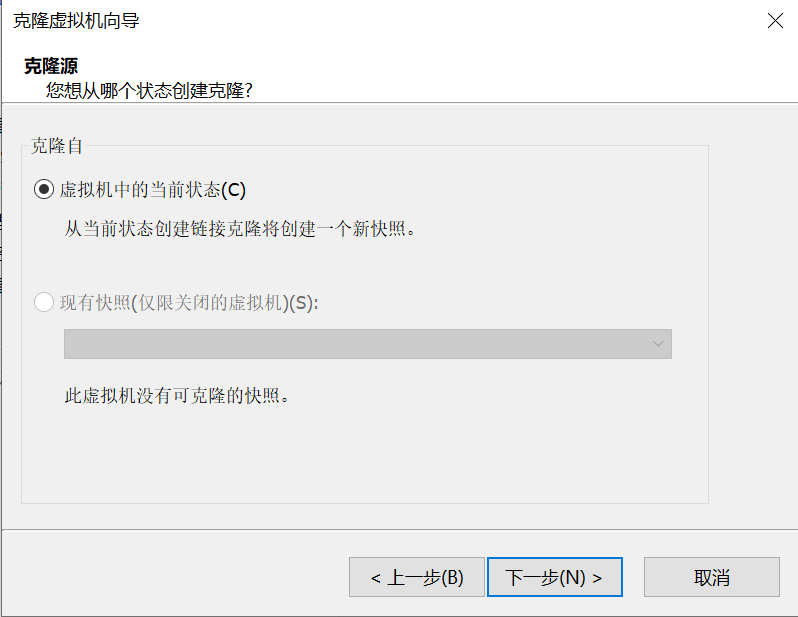 克隆虚拟机向导
克隆源
您想从哪个状态创建克隆?
克隆自
虚拟机中的当前状态(C)
从当前状态创建链接克隆将创建一个新快照。
现有快照(仅限关闭的虚拟机)(S):
此虚拟机没有可克隆的快照。
< 上一步(B) 下一步(N) > 取消